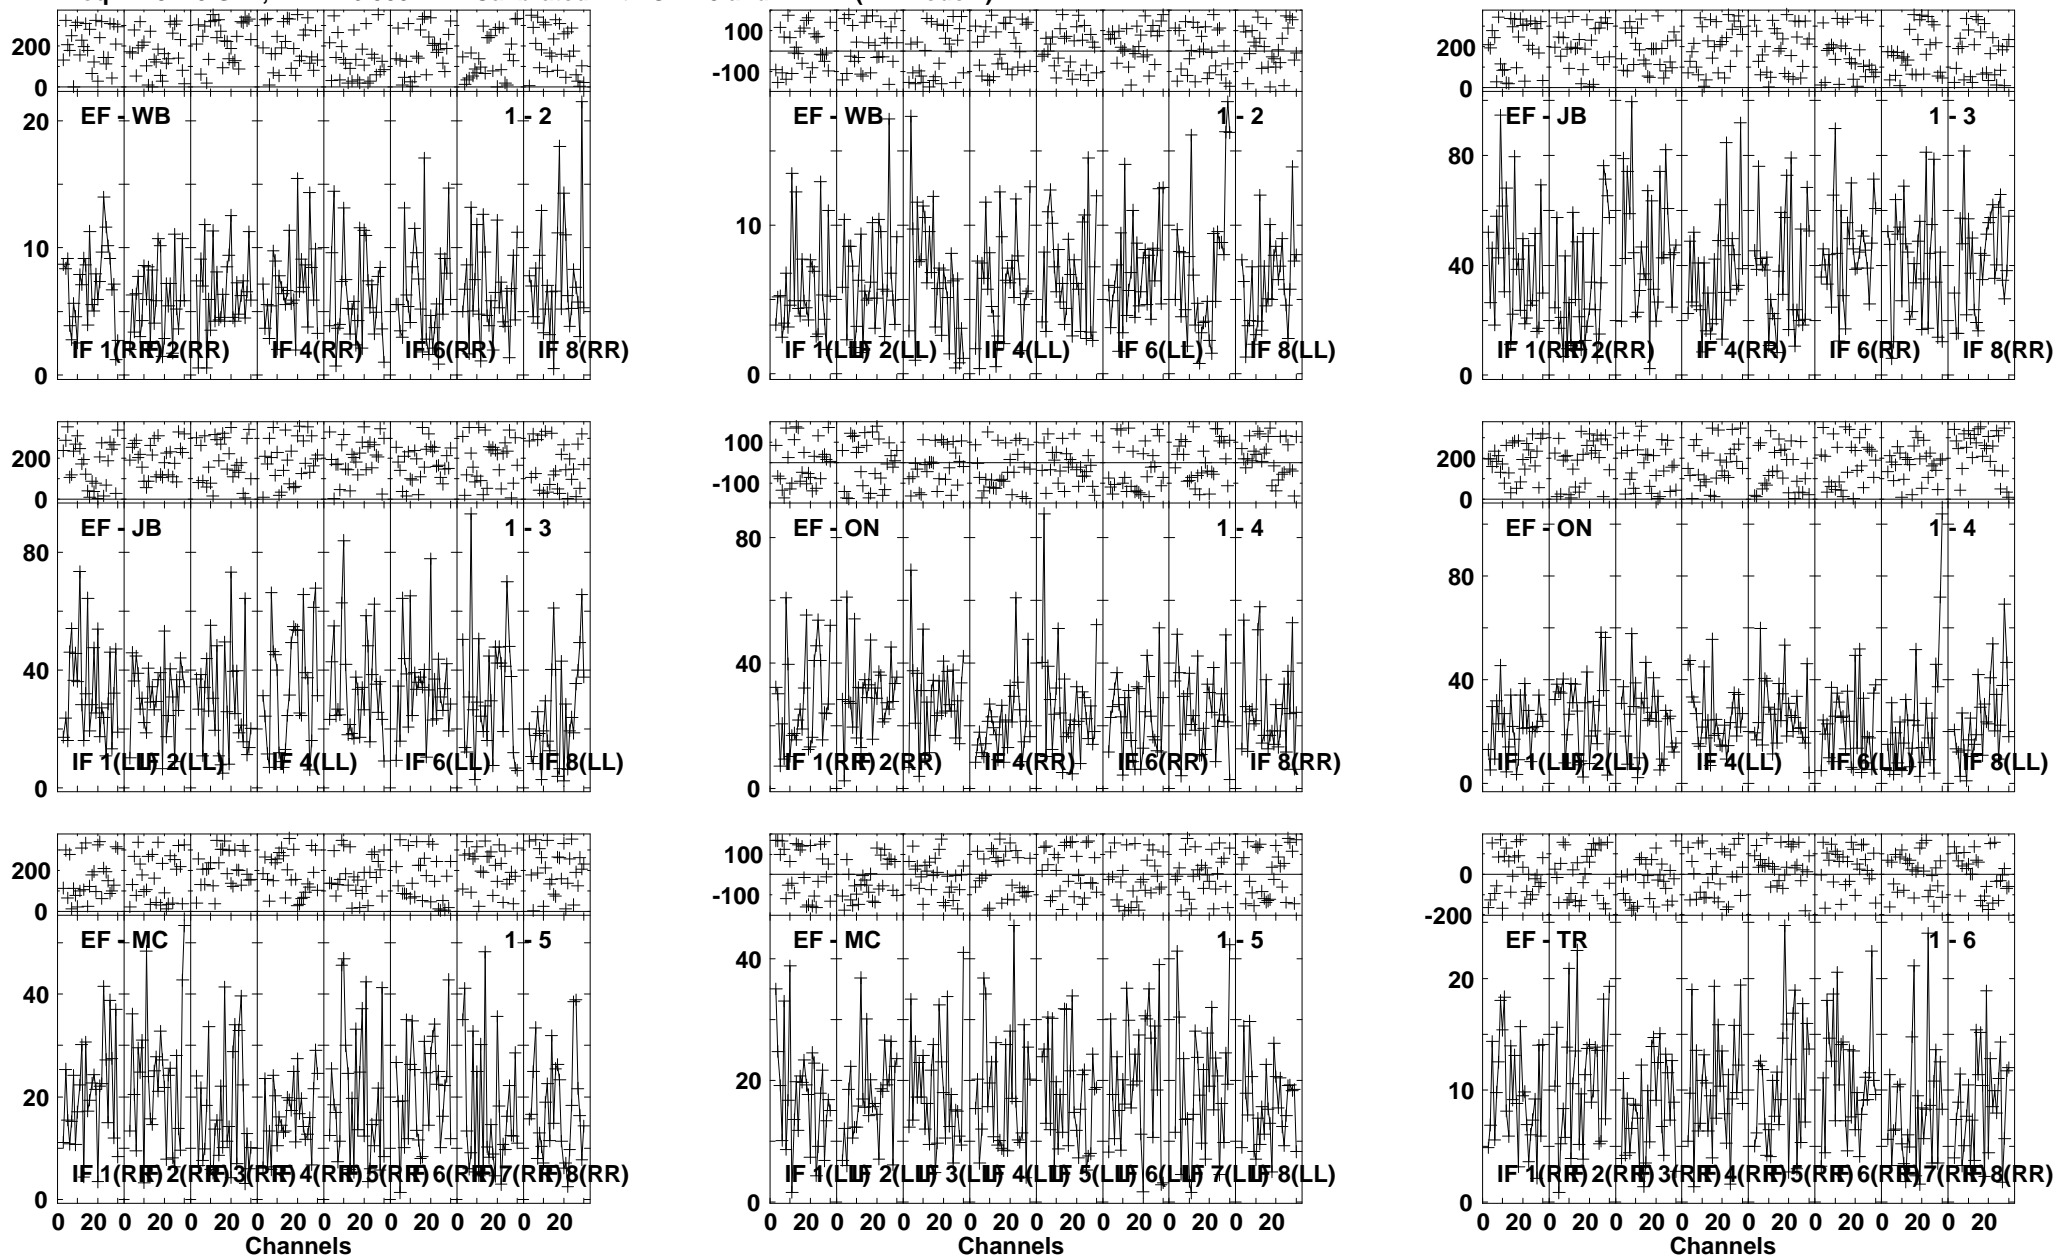 200
0
EF - WB 1 - 2
20
10
0
IF 1(RR) IF 2(RR) IF 4(RR) IF 6(RR) IF 8(RR)
100
-100
EF - WB 1 - 2
10
0
IF 1(LL) IF 2(LL) IF 4(LL) IF 6(LL) IF 8(LL)
200
0
EF - JB 1 - 3
80
40
0
IF 1(RR) IF 2(RR) IF 4(RR) IF 6(RR) IF 8(RR)
200
0
EF - JB 1 - 3
80
40
0
IF 1(LL) IF 2(LL) IF 4(LL) IF 6(LL) IF 8(LL)
100
-100
EF - ON 1 - 4
80
40
0
IF 1(RR) IF 2(RR) IF 4(RR) IF 6(RR) IF 8(RR)
200
0
EF - ON 1 - 4
80
40
0
IF 1(LL) IF 2(LL) IF 4(LL) IF 6(LL) IF 8(LL)
200
0
EF - MC 1 - 5
40
20
0
IF 1(RR) IF 2(RR) IF 3(RR) IF 4(RR) IF 5(RR) IF 6(RR) IF 7(RR) IF 8(RR)
0 20 0 20 0 20 0 20 0 20 0 20 0 20 0 20
Channels
100
-100
EF - MC 1 - 5
40
20
0
IF 1(LL) IF 2(LL) IF 3(LL) IF 4(LL) IF 5(LL) IF 6(LL) IF 7(LL) IF 8(LL)
0 20 0 20 0 20 0 20 0 20 0 20 0 20 0 20
Channels
0
-200
EF - TR 1 - 6
20
10
0
IF 1(RR) IF 2(RR) IF 3(RR) IF 4(RR) IF 5(RR) IF 6(RR) IF 7(RR) IF 8(RR)
0 20 0 20 0 20 0 20 0 20 0 20 0 20 0 20
Channels